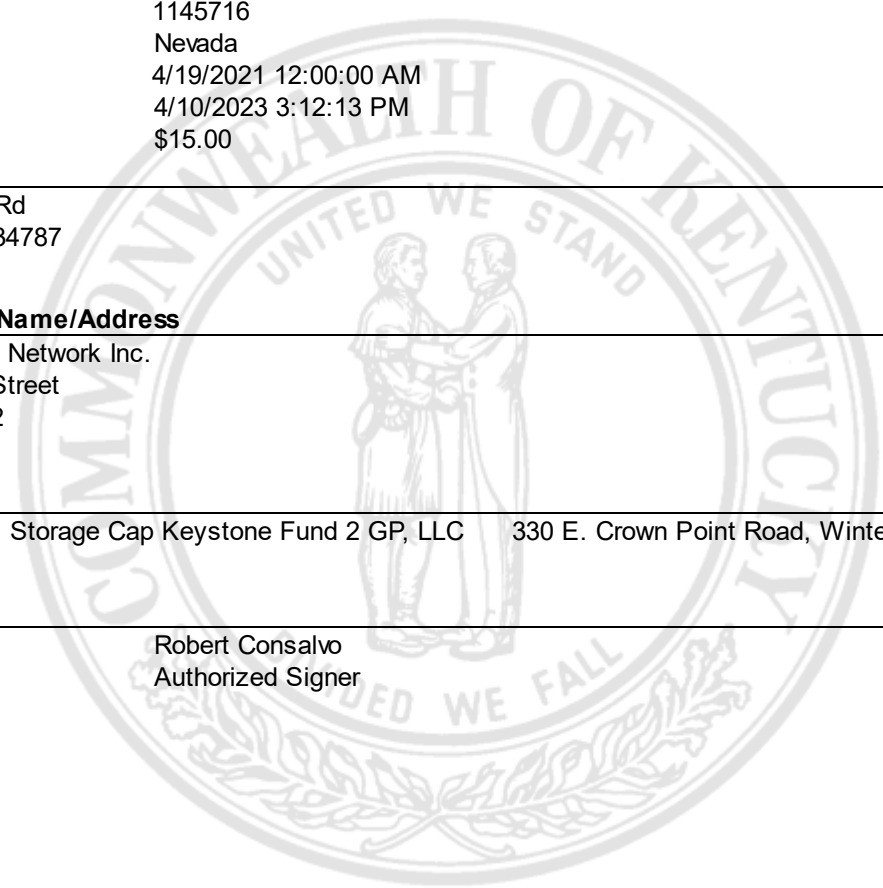 1145716
Nevada
4/19/2021 12:00:00 AM
4/10/2023 3:12:13 PM
$15.00
Rd
34787
Name/Address
Network Inc.
Street
2
Storage Cap Keystone Fund 2 GP, LLC 330 E. Crown Point Road, Winte
Robert Consalvo
Authorized Signer
COMMONWEALTH OF KENTUCKY
UNITED WE STAND
DIVIDED WE FALL